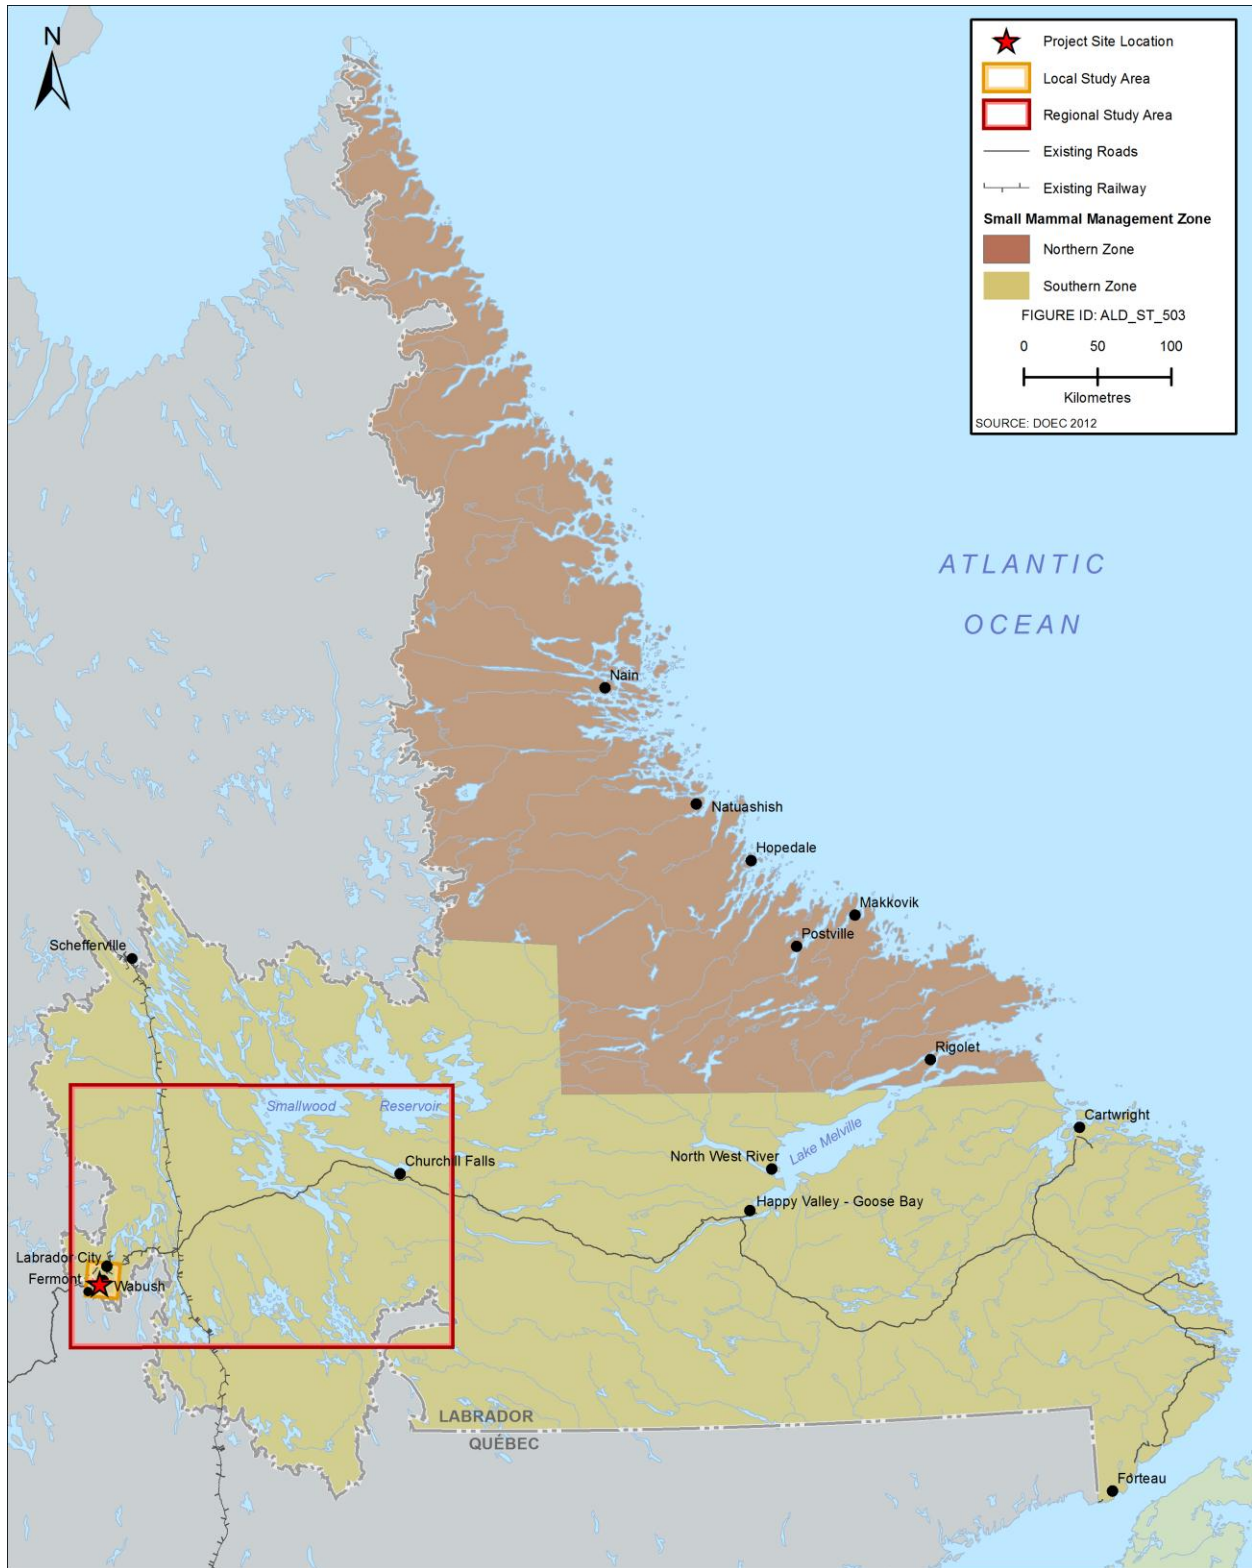 N
Project Site Location
Local Study Area
Regional Study Area
Existing Roads
Existing Railway
Small Mammal Management Zone
Northern Zone
Southern Zone
FIGURE ID: ALD_ST_503
0 50 100
Kilometres
SOURCE: DOEC 2012
ATLANTIC
OCEAN
Nain
Natuashish
Hopedale
Makkovik
Postville
Schefferville
Rigolet
Smallwood Reservoir
Cartwright
Lake Melville
North West River
Churchill Falls
Happy Valley - Goose Bay
Labrador City
Fermont
Wabush
LABRADOR
QUÉBEC
Forteau